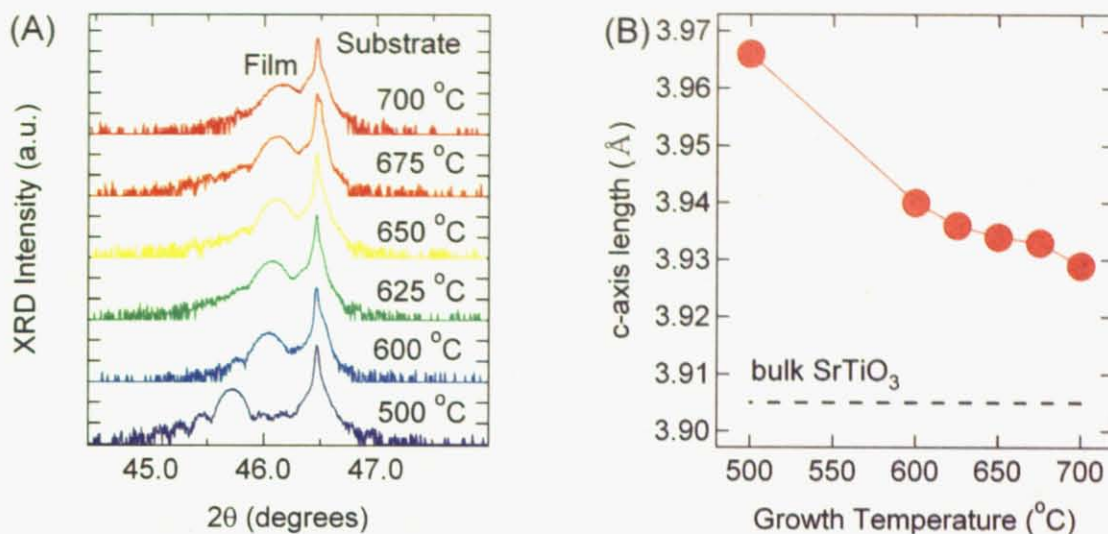 (A)
Substrate
Film
700 °C
675 °C
650 °C
625 °C
600 °C
500 °C
XRD Intensity (a.u.)
45.0 46.0 47.0
2θ (degrees)
(B)
3.97
3.96
3.95
3.94
3.93
3.92
3.91
3.90
c-axis length (Å)
bulk SrTiO₃
500 550 600 650 700
Growth Temperature (°C)